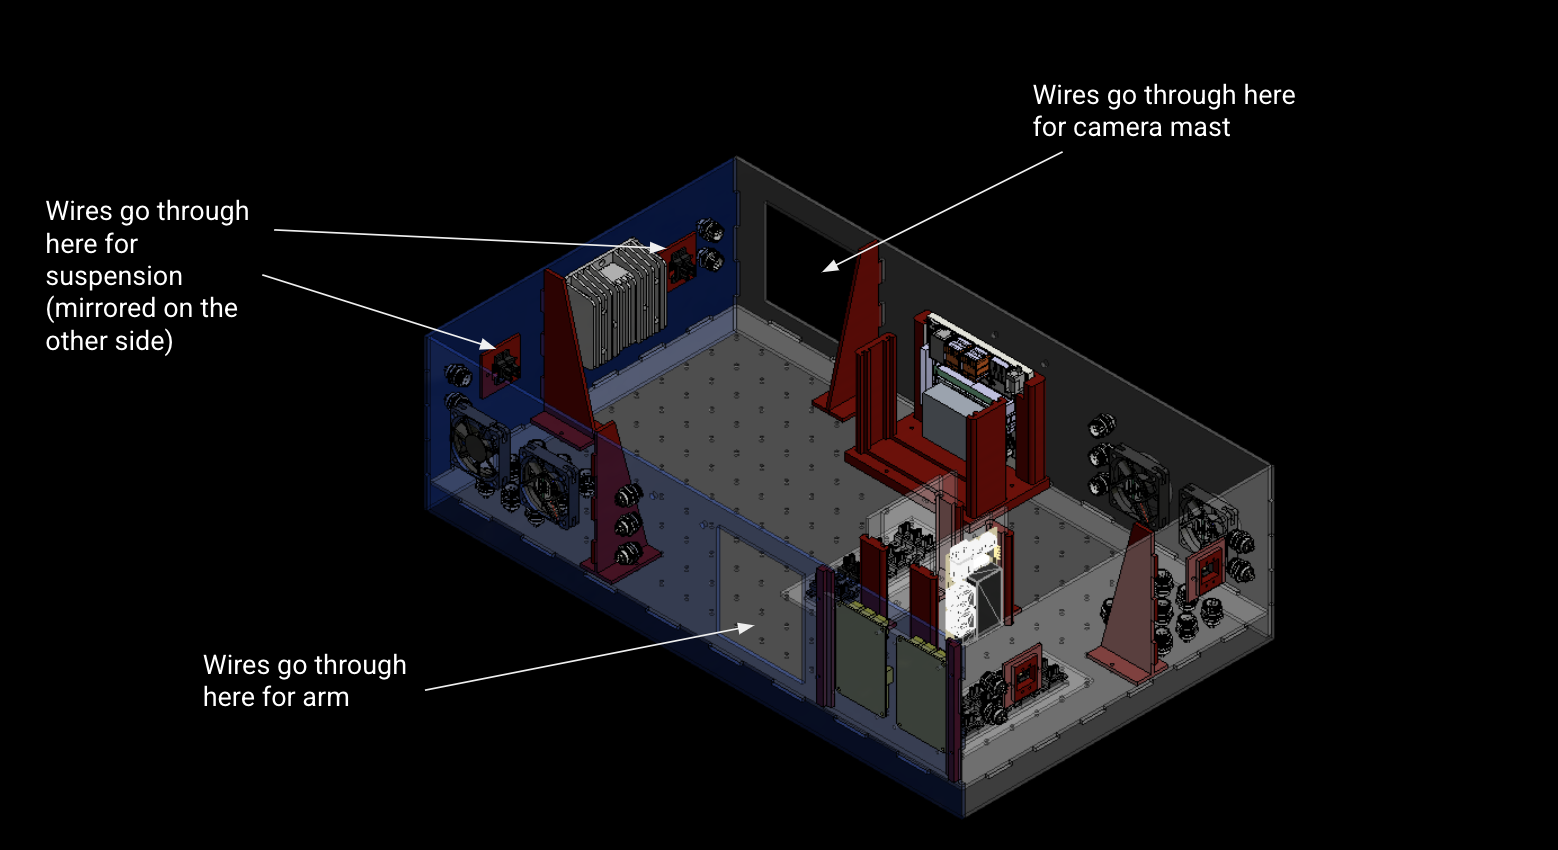 Wires go through here
for camera mast
Wires go through
here for
suspension
(mirrored on the
other side)
Wires go through
here for arm